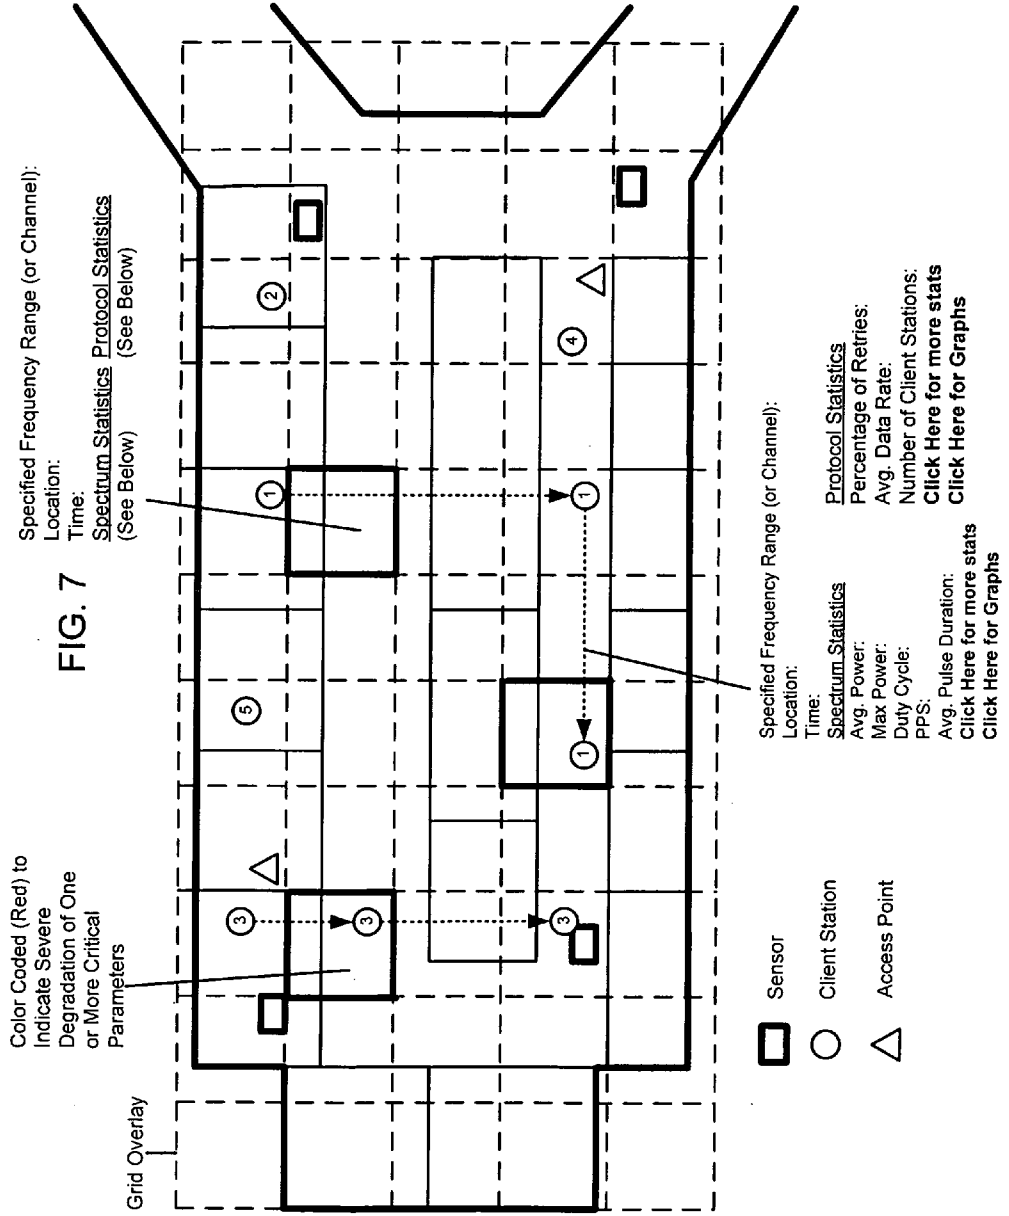 FIG. 7
Grid Overlay
Color Coded (Red) to
Indicate Severe
Degradation of One
or More Critical
Parameters
Specified Frequency Range (or Channel):
Location:
Time:
Spectrum Statistics Protocol Statistics
(See Below) (See Below)
3
5
1
2
3
3
1
1
4
Sensor
Client Station
Access Point
Specified Frequency Range (or Channel):
Location:
Time:
Spectrum Statistics
Avg. Power:
Max Power:
Duty Cycle:
PPS:
Avg. Pulse Duration:
Click Here for more stats
Click Here for Graphs
Protocol Statistics
Percentage of Retries:
Avg. Data Rate:
Number of Client Stations:
Click Here for more stats
Click Here for Graphs